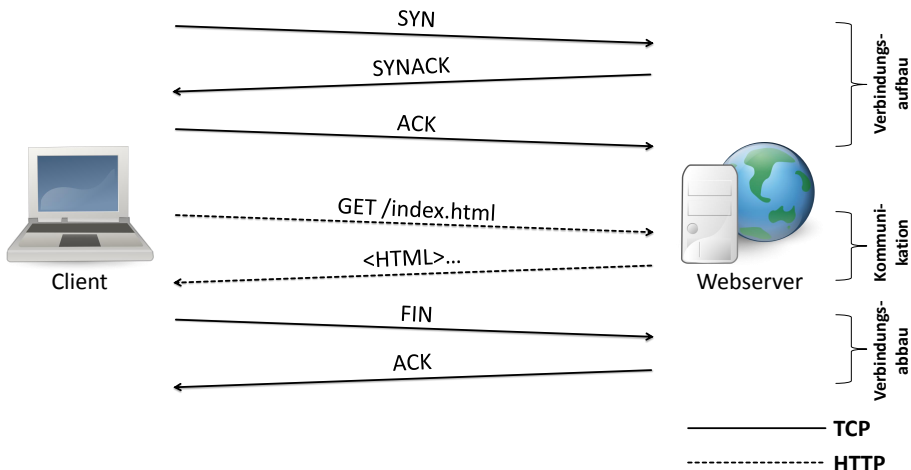 SYN
SYNACK
Verbindungs-
aufbau
ACK
GET /index.html
<HTML>...
Kommuni-
kation
Client
Webserver
FIN
ACK
Verbindungs-
abbau
TCP
HTTP